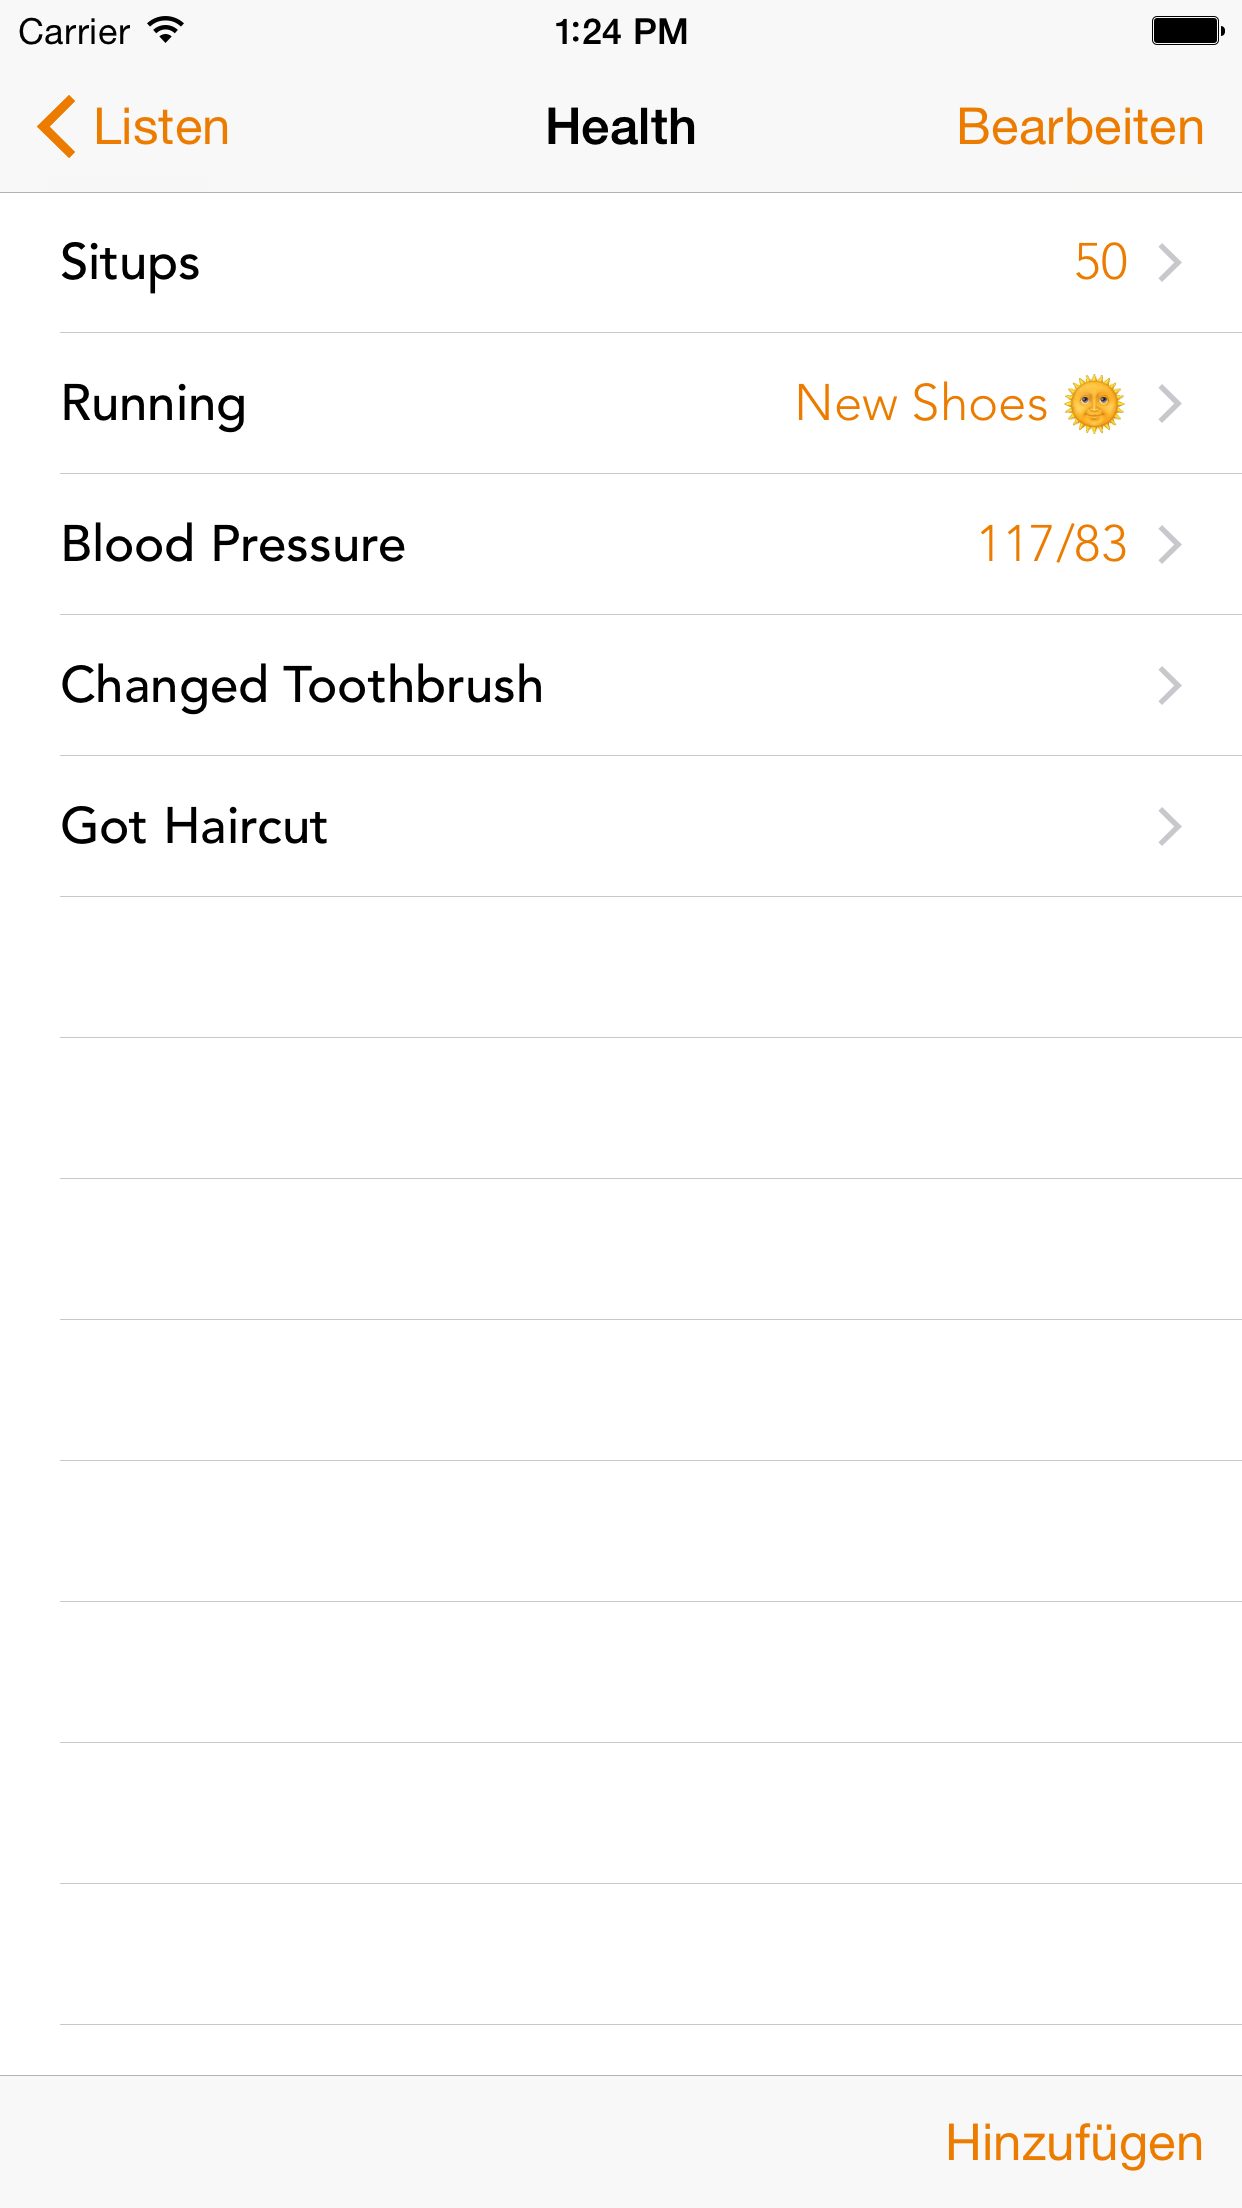 Carrier 1:24 PM
Listen Health Bearbeiten
Situps 50
Running New Shoes 🌞
Blood Pressure 117/83
Changed Toothbrush
Got Haircut
Hinzufügen